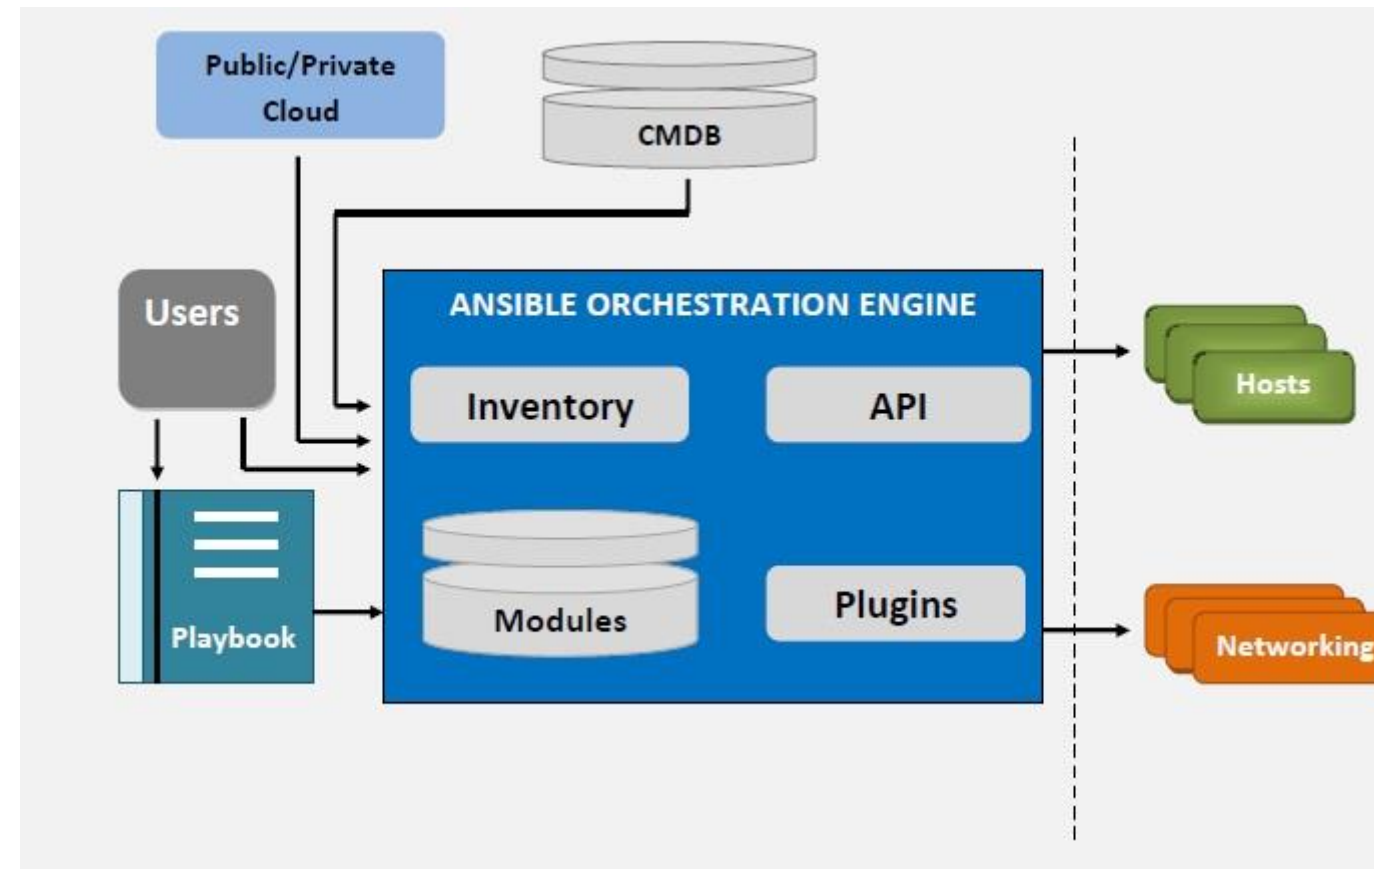 Public/Private
Cloud
CMDB
Users
ANSIBLE ORCHESTRATION ENGINE
Inventory
API
Hosts
Modules
Plugins
Playbook
Networking